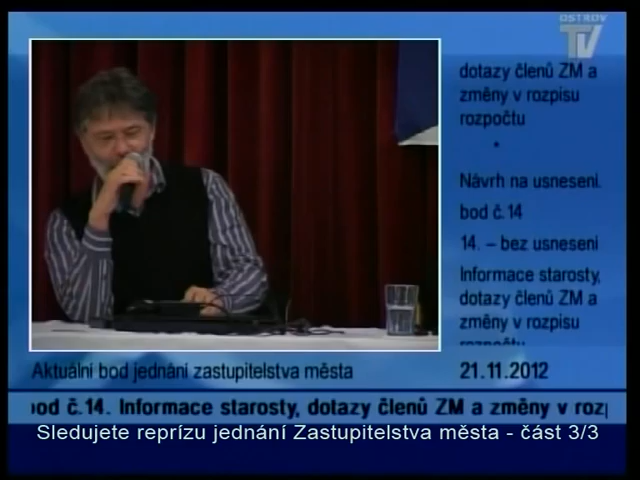 OSTROV
TV
dotazy členů ZM a
změny v rozpisu
rozpočtu
•
Návrh na usnesení.
bod č.14
14. – bez usnesení
Informace starosty,
dotazy členů ZM a
změny v rozpisu
rozpočtu
Aktuální bod jednání zastupitelstva města
21.11.2012
bod č.14. Informace starosty, dotazy členů ZM a změny v rozp
Sledujete reprízu jednání Zastupitelstva města - část 3/3